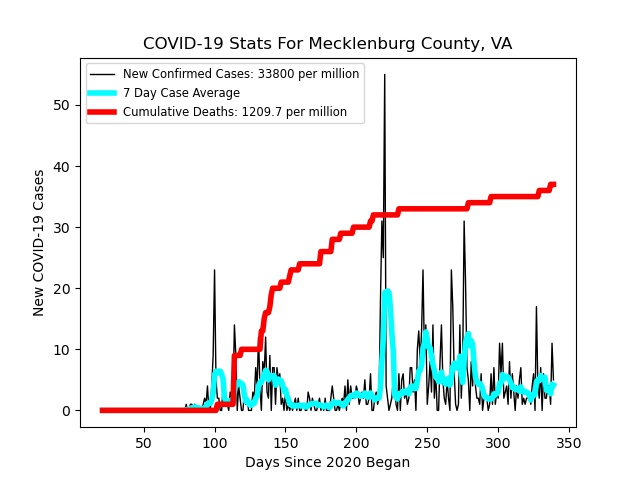 COVID-19 Stats For Mecklenburg County, VA
New Confirmed Cases: 33800 per million
7 Day Case Average
Cumulative Deaths: 1209.7 per million
New COVID-19 Cases
50
40
30
20
10
0
50 100 150 200 250 300 350
Days Since 2020 Began